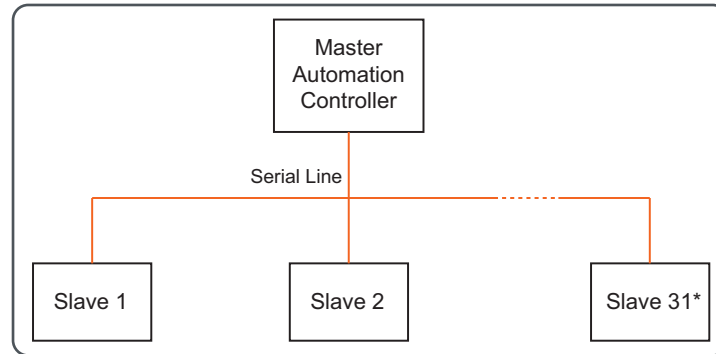 Master
Automation
Controller
Serial Line
Slave 1
Slave 2
Slave 31*